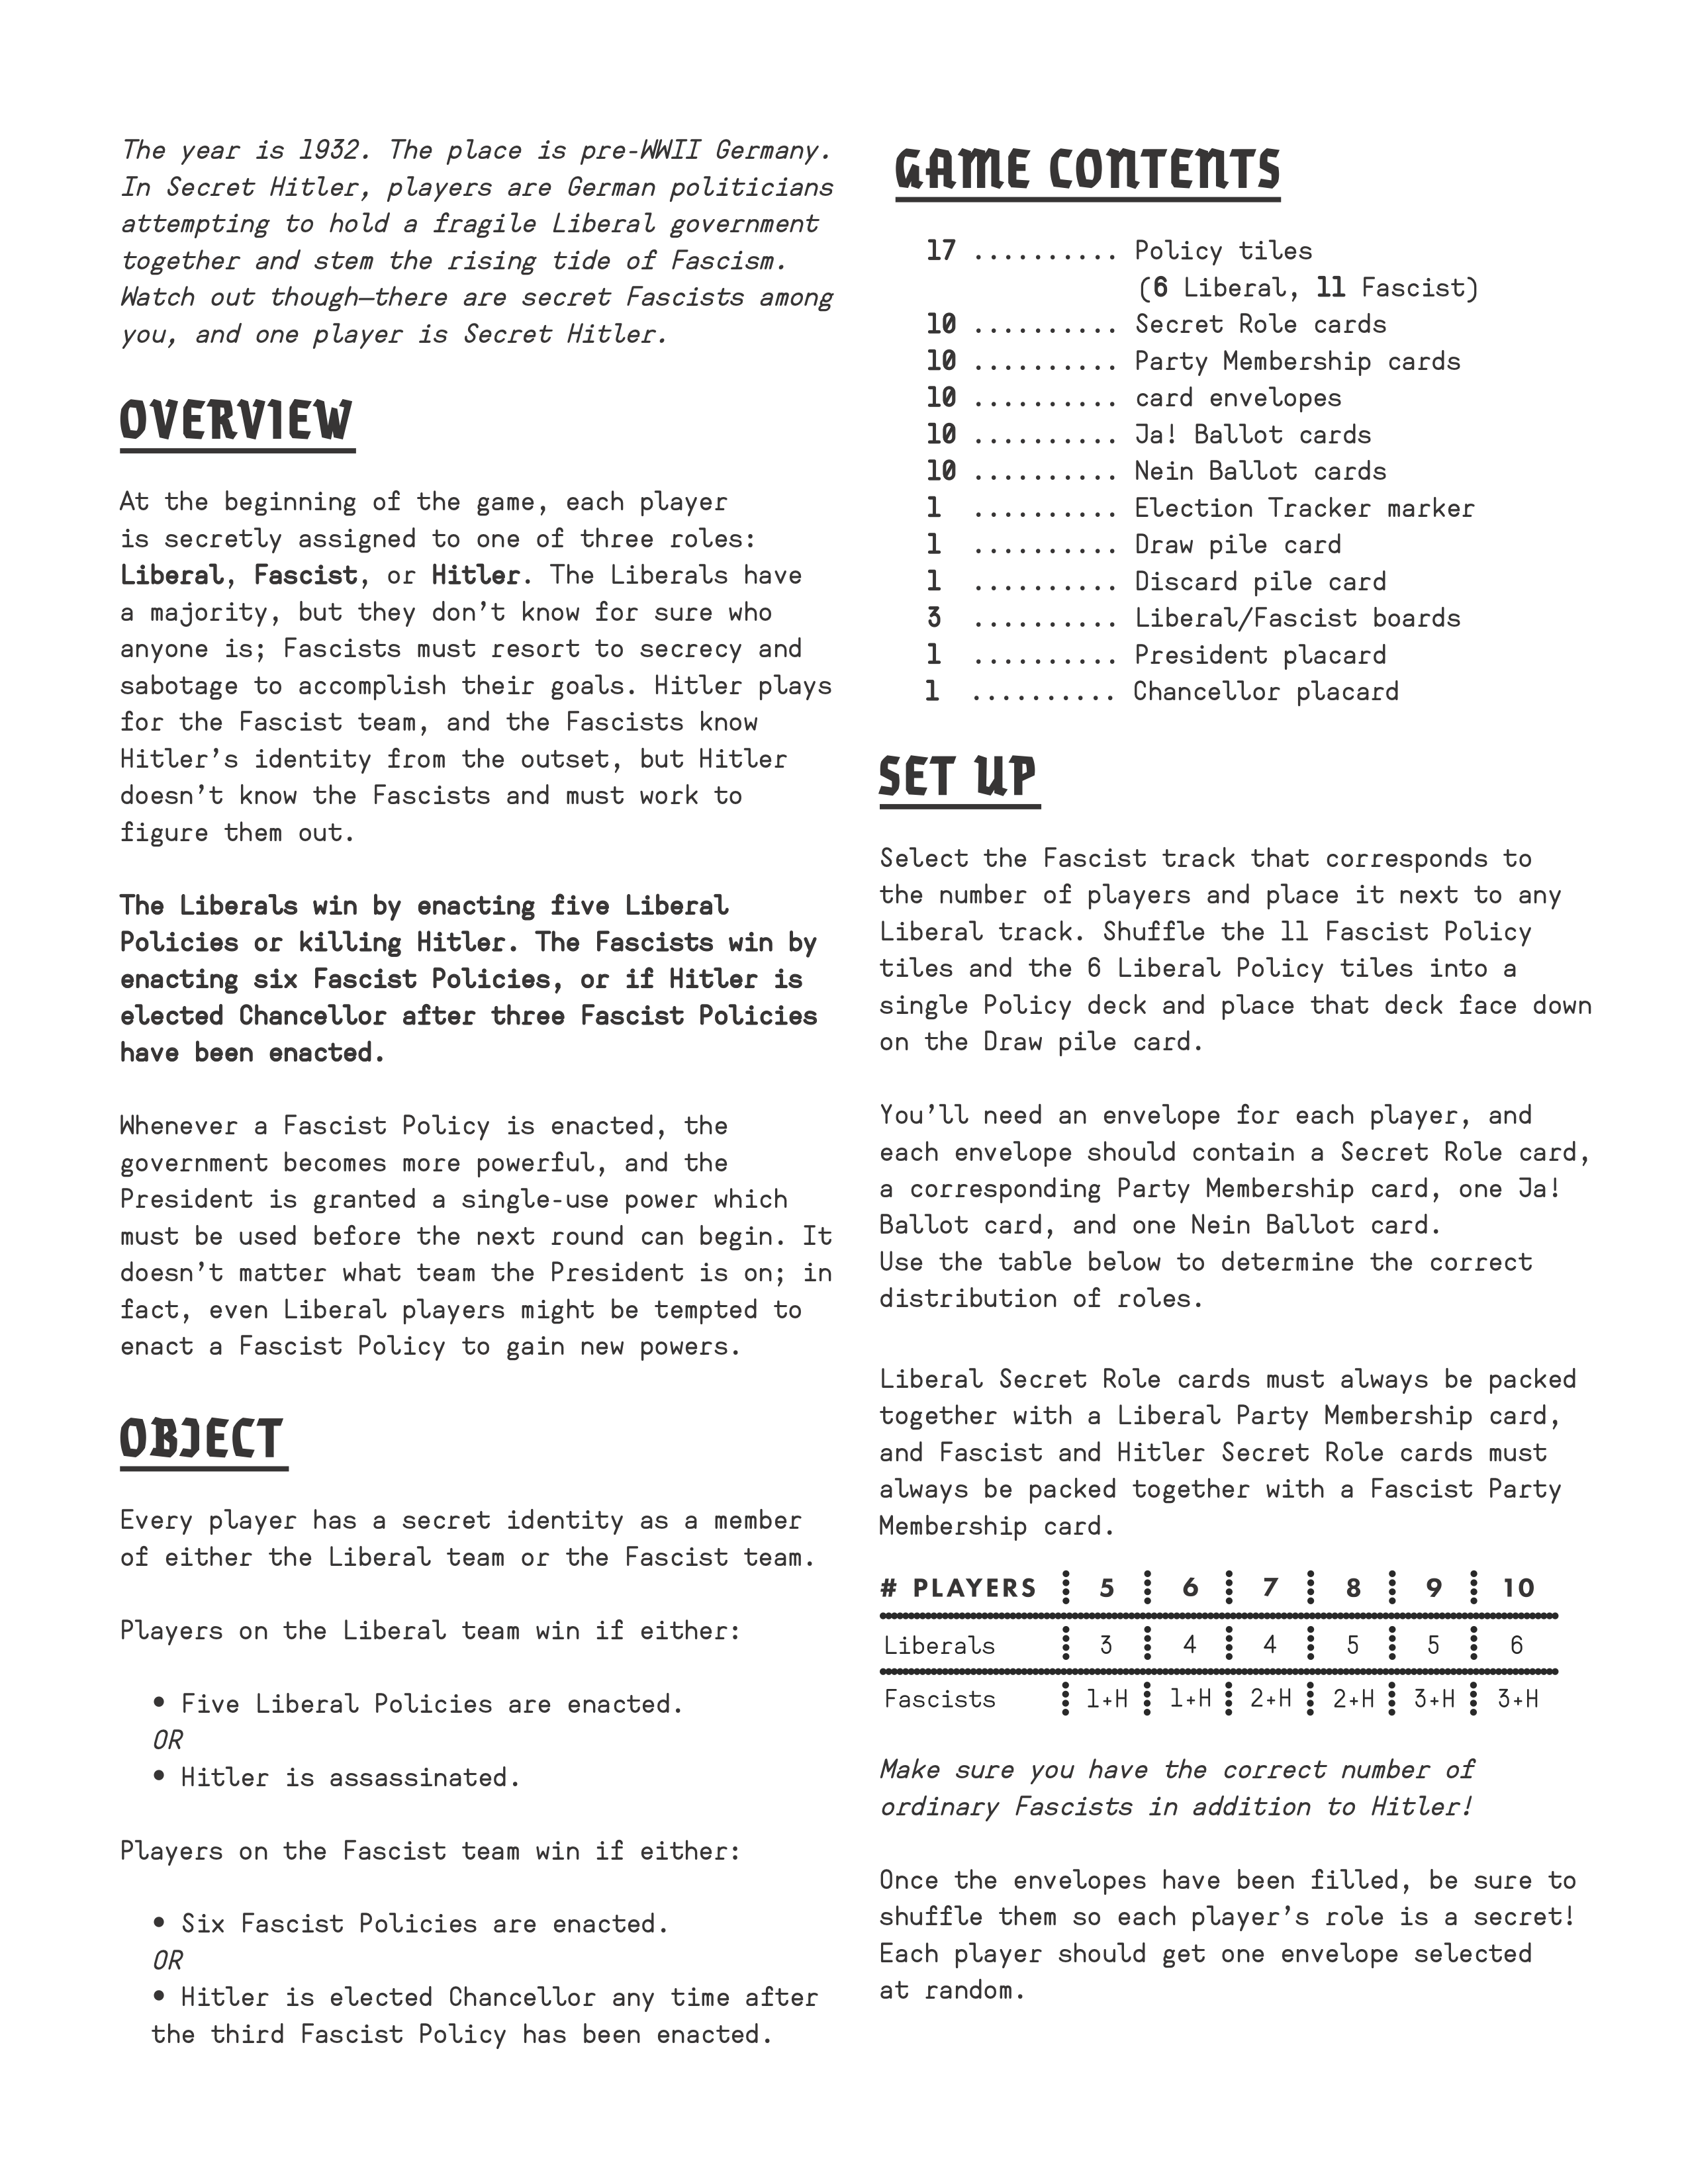 The year is 1932. The place is pre-WWII Germany.
In Secret Hitler, players are German politicians
attempting to hold a fragile Liberal government
together and stem the rising tide of Fascism.
Watch out though—there are secret Fascists among
you, and one player is Secret Hitler.
OVERVIEW
At the beginning of the game, each player
is secretly assigned to one of three roles:
Liberal, Fascist, or Hitler. The Liberals have
a majority, but they don't know for sure who
anyone is; Fascists must resort to secrecy and
sabotage to accomplish their goals. Hitler plays
for the Fascist team, and the Fascists know
Hitler's identity from the outset, but Hitler
doesn't know the Fascists and must work to
figure them out.
The Liberals win by enacting five Liberal
Policies or killing Hitler. The Fascists win by
enacting six Fascist Policies, or if Hitler is
elected Chancellor after three Fascist Policies
have been enacted.
Whenever a Fascist Policy is enacted, the
government becomes more powerful, and the
President is granted a single-use power which
must be used before the next round can begin. It
doesn't matter what team the President is on; in
fact, even Liberal players might be tempted to
enact a Fascist Policy to gain new powers.
OBJECT
Every player has a secret identity as a member
of either the Liberal team or the Fascist team.
Players on the Liberal team win if either:
• Five Liberal Policies are enacted.
OR
• Hitler is assassinated.
Players on the Fascist team win if either:
• Six Fascist Policies are enacted.
OR
• Hitler is elected Chancellor any time after
the third Fascist Policy has been enacted.
GAME CONTENTS
17 .......... Policy tiles
(6 Liberal, 11 Fascist)
10 .......... Secret Role cards
10 .......... Party Membership cards
10 .......... card envelopes
10 .......... Ja! Ballot cards
10 .......... Nein Ballot cards
1 .......... Election Tracker marker
1 .......... Draw pile card
1 .......... Discard pile card
3 .......... Liberal/Fascist boards
1 .......... President placard
1 .......... Chancellor placard
SET UP
Select the Fascist track that corresponds to
the number of players and place it next to any
Liberal track. Shuffle the 11 Fascist Policy
tiles and the 6 Liberal Policy tiles into a
single Policy deck and place that deck face down
on the Draw pile card.
You'll need an envelope for each player, and
each envelope should contain a Secret Role card,
a corresponding Party Membership card, one Ja!
Ballot card, and one Nein Ballot card.
Use the table below to determine the correct
distribution of roles.
Liberal Secret Role cards must always be packed
together with a Liberal Party Membership card,
and Fascist and Hitler Secret Role cards must
always be packed together with a Fascist Party
Membership card.
# PLAYERS 5 6 7 8 9 10
Liberals 3 4 4 5 5 6
Fascists 1+H 1+H 2+H 2+H 3+H 3+H
Make sure you have the correct number of
ordinary Fascists in addition to Hitler!
Once the envelopes have been filled, be sure to
shuffle them so each player's role is a secret!
Each player should get one envelope selected
at random.